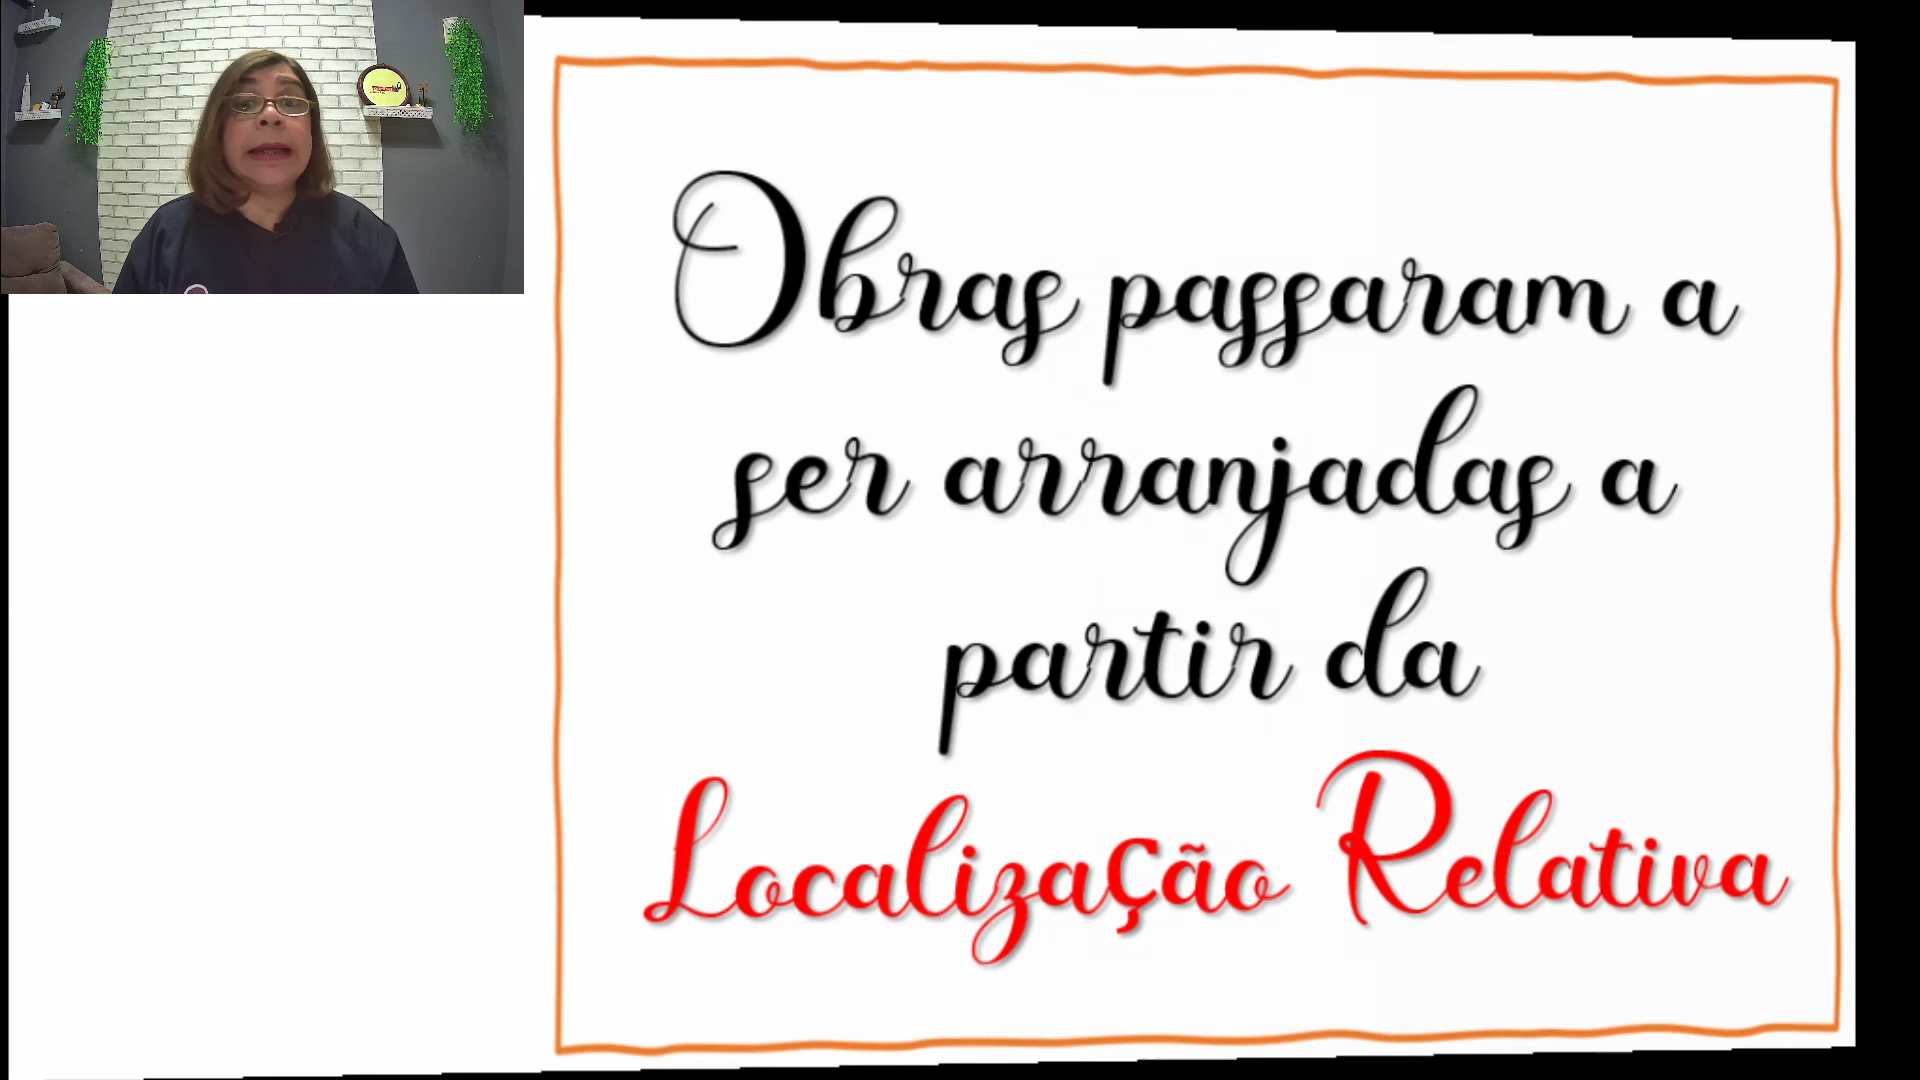 Obras passaram a
ser arranjadas a
partir da
Localização Relativa